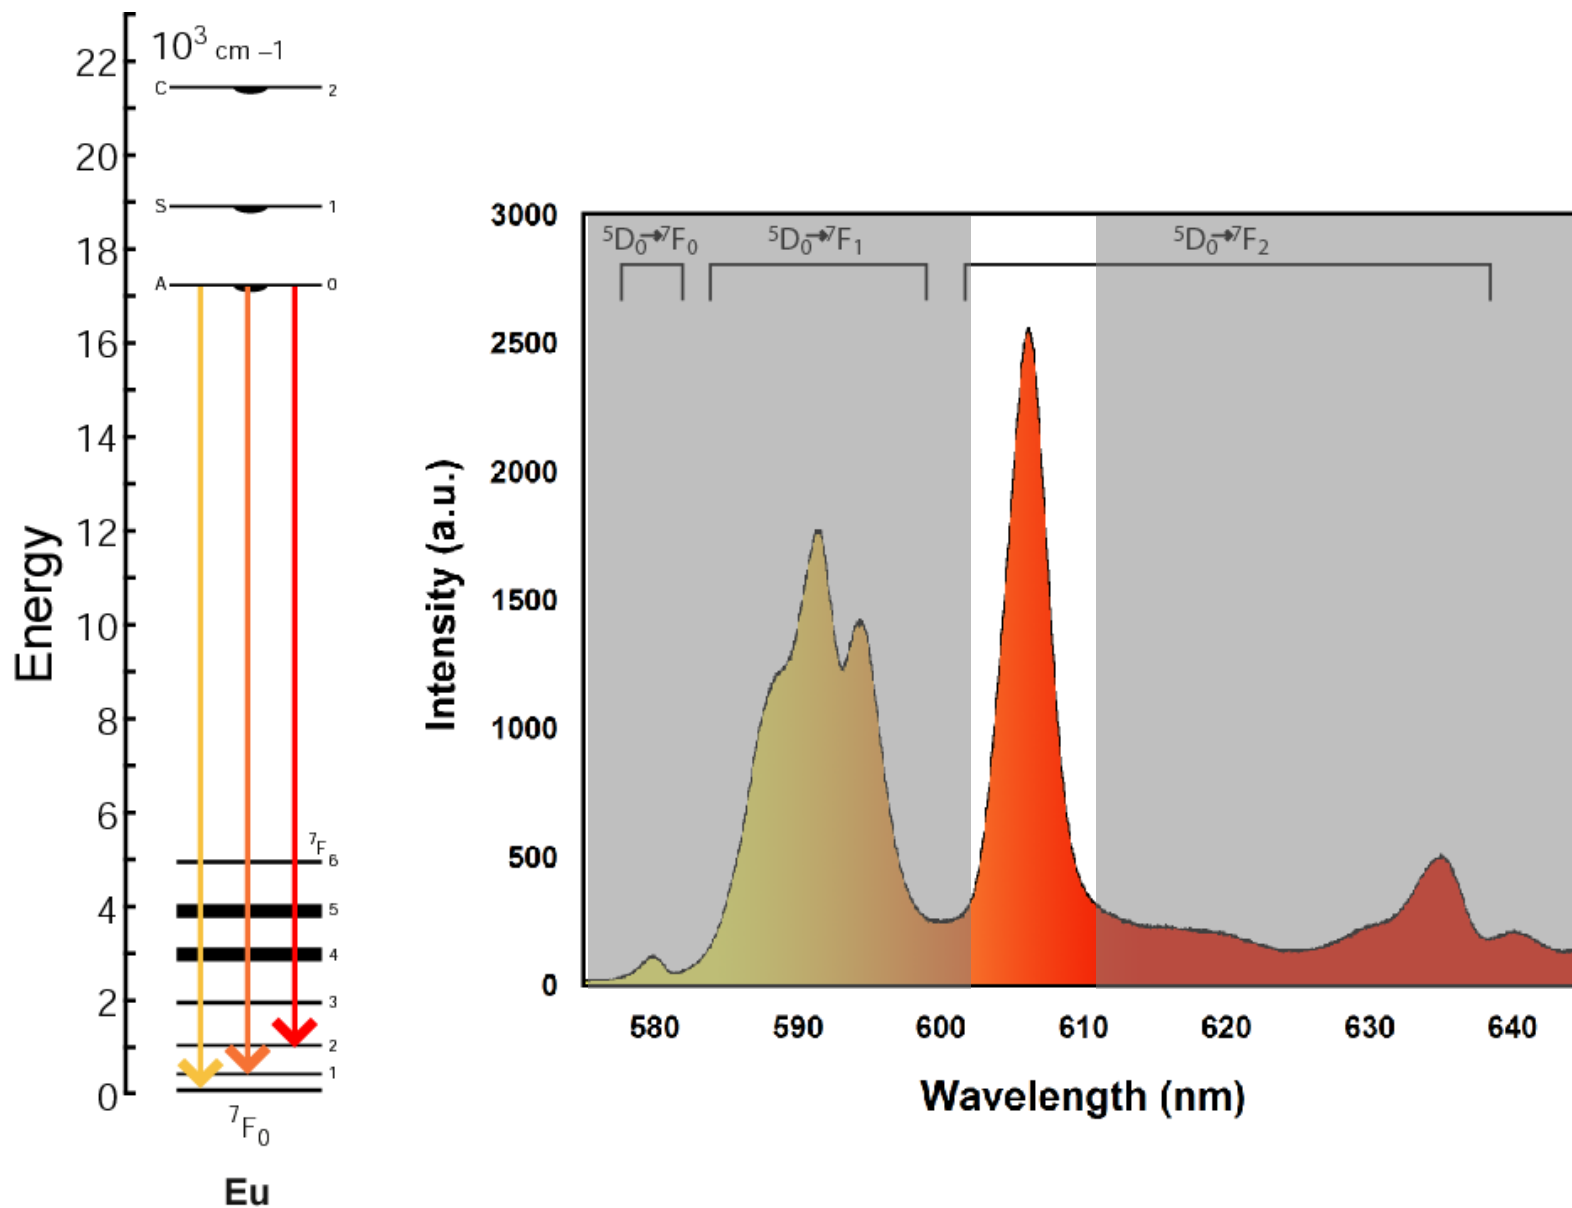 10³ cm –1
22
20
18
16
14
12
10
8
6
4
2
0
Energy
C 2
S 1
A 0
⁷F
6
5
4
3
2
1
⁷F₀
Eu
3000
2500
2000
1500
1000
500
0
Intensity (a.u.)
⁵D₀→⁷F₀ ⁵D₀→⁷F₁ ⁵D₀→⁷F₂
580 590 600 610 620 630 640
Wavelength (nm)